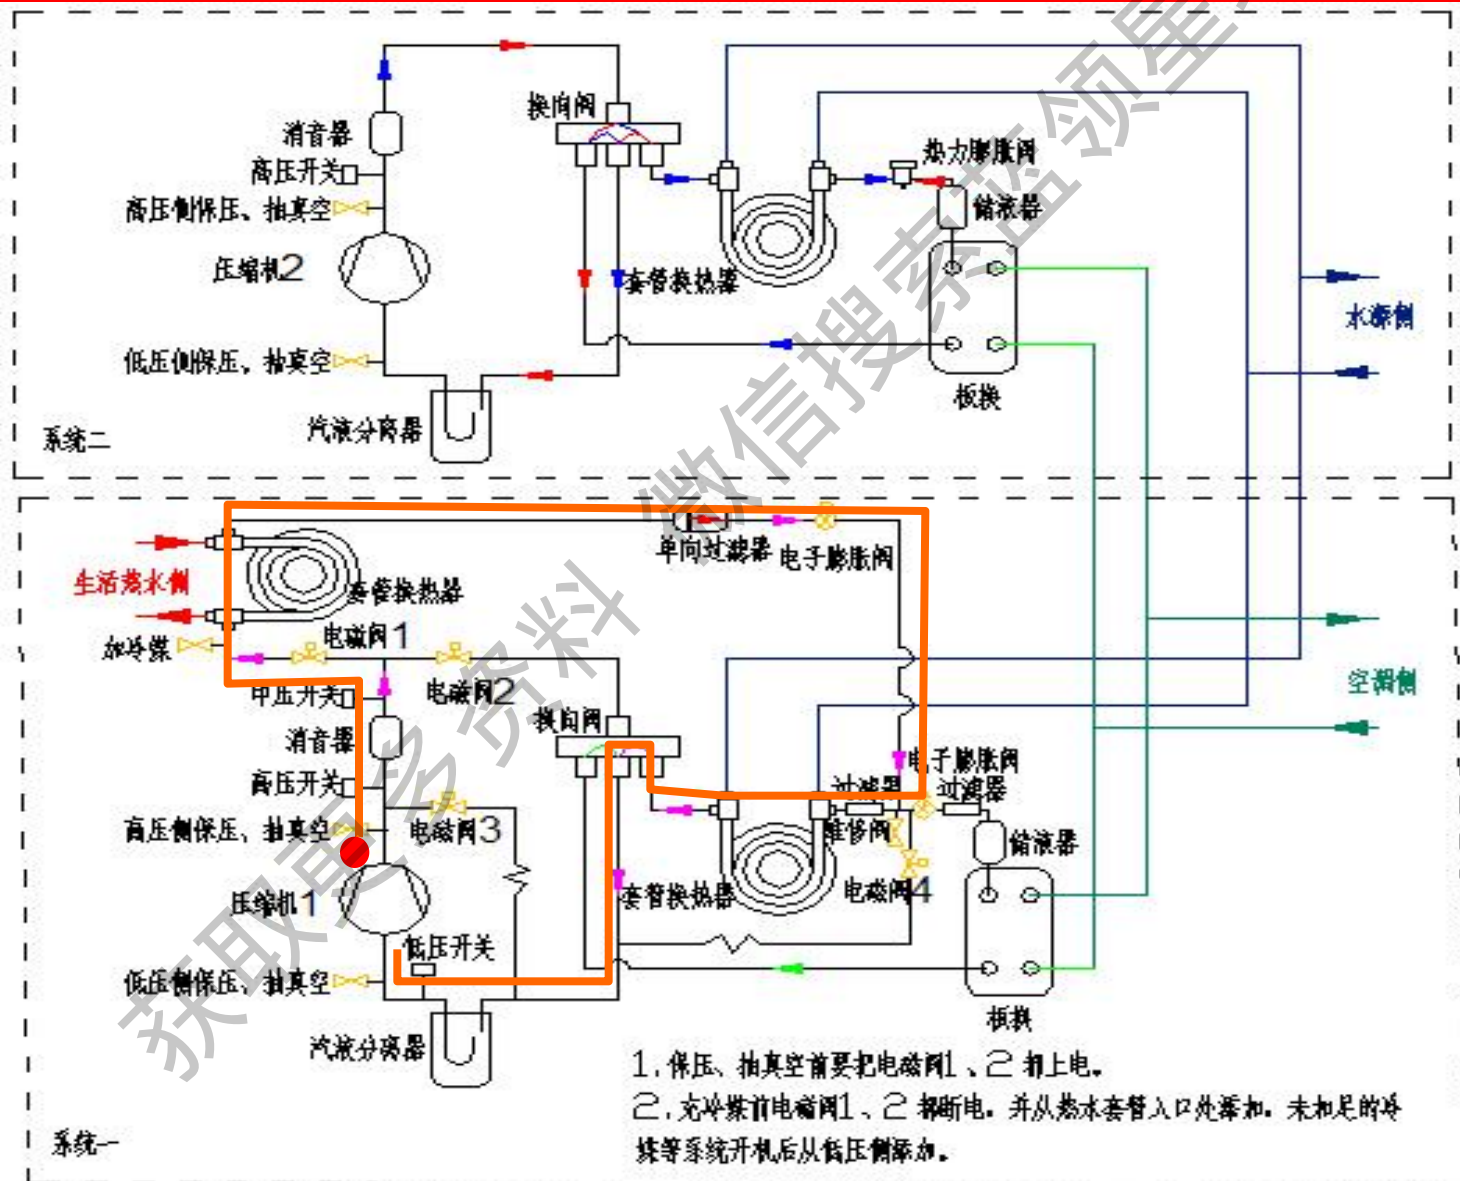 换向阀
消音器
高压开关
高压侧保压、抽真空
压缩机2
低压侧保压、抽真空
汽液分离器
系统二
套管换热器
热力膨胀阀
储液器
板换
水源侧
生活热水侧
套管换热器
加冷媒
电磁阀1
电磁阀2
单向过滤器
电子膨胀阀
中压开关
消音器
高压开关
高压侧保压、抽真空
电磁阀3
压缩机1
低压开关
低压侧保压、抽真空
汽液分离器
系统一
换向阀
套管换热器
电子膨胀阀
过滤器
过滤器
维修阀
电磁阀4
储液器
板换
空调侧
1.保压、抽真空前要把电磁阀1、2都上电。
2.充冷媒前电磁阀1、2都断电。并从热水套管入口处添加。未加足的冷
媒等系统开机后从低压侧添加。
获取更多资料 微信搜索蓝领星